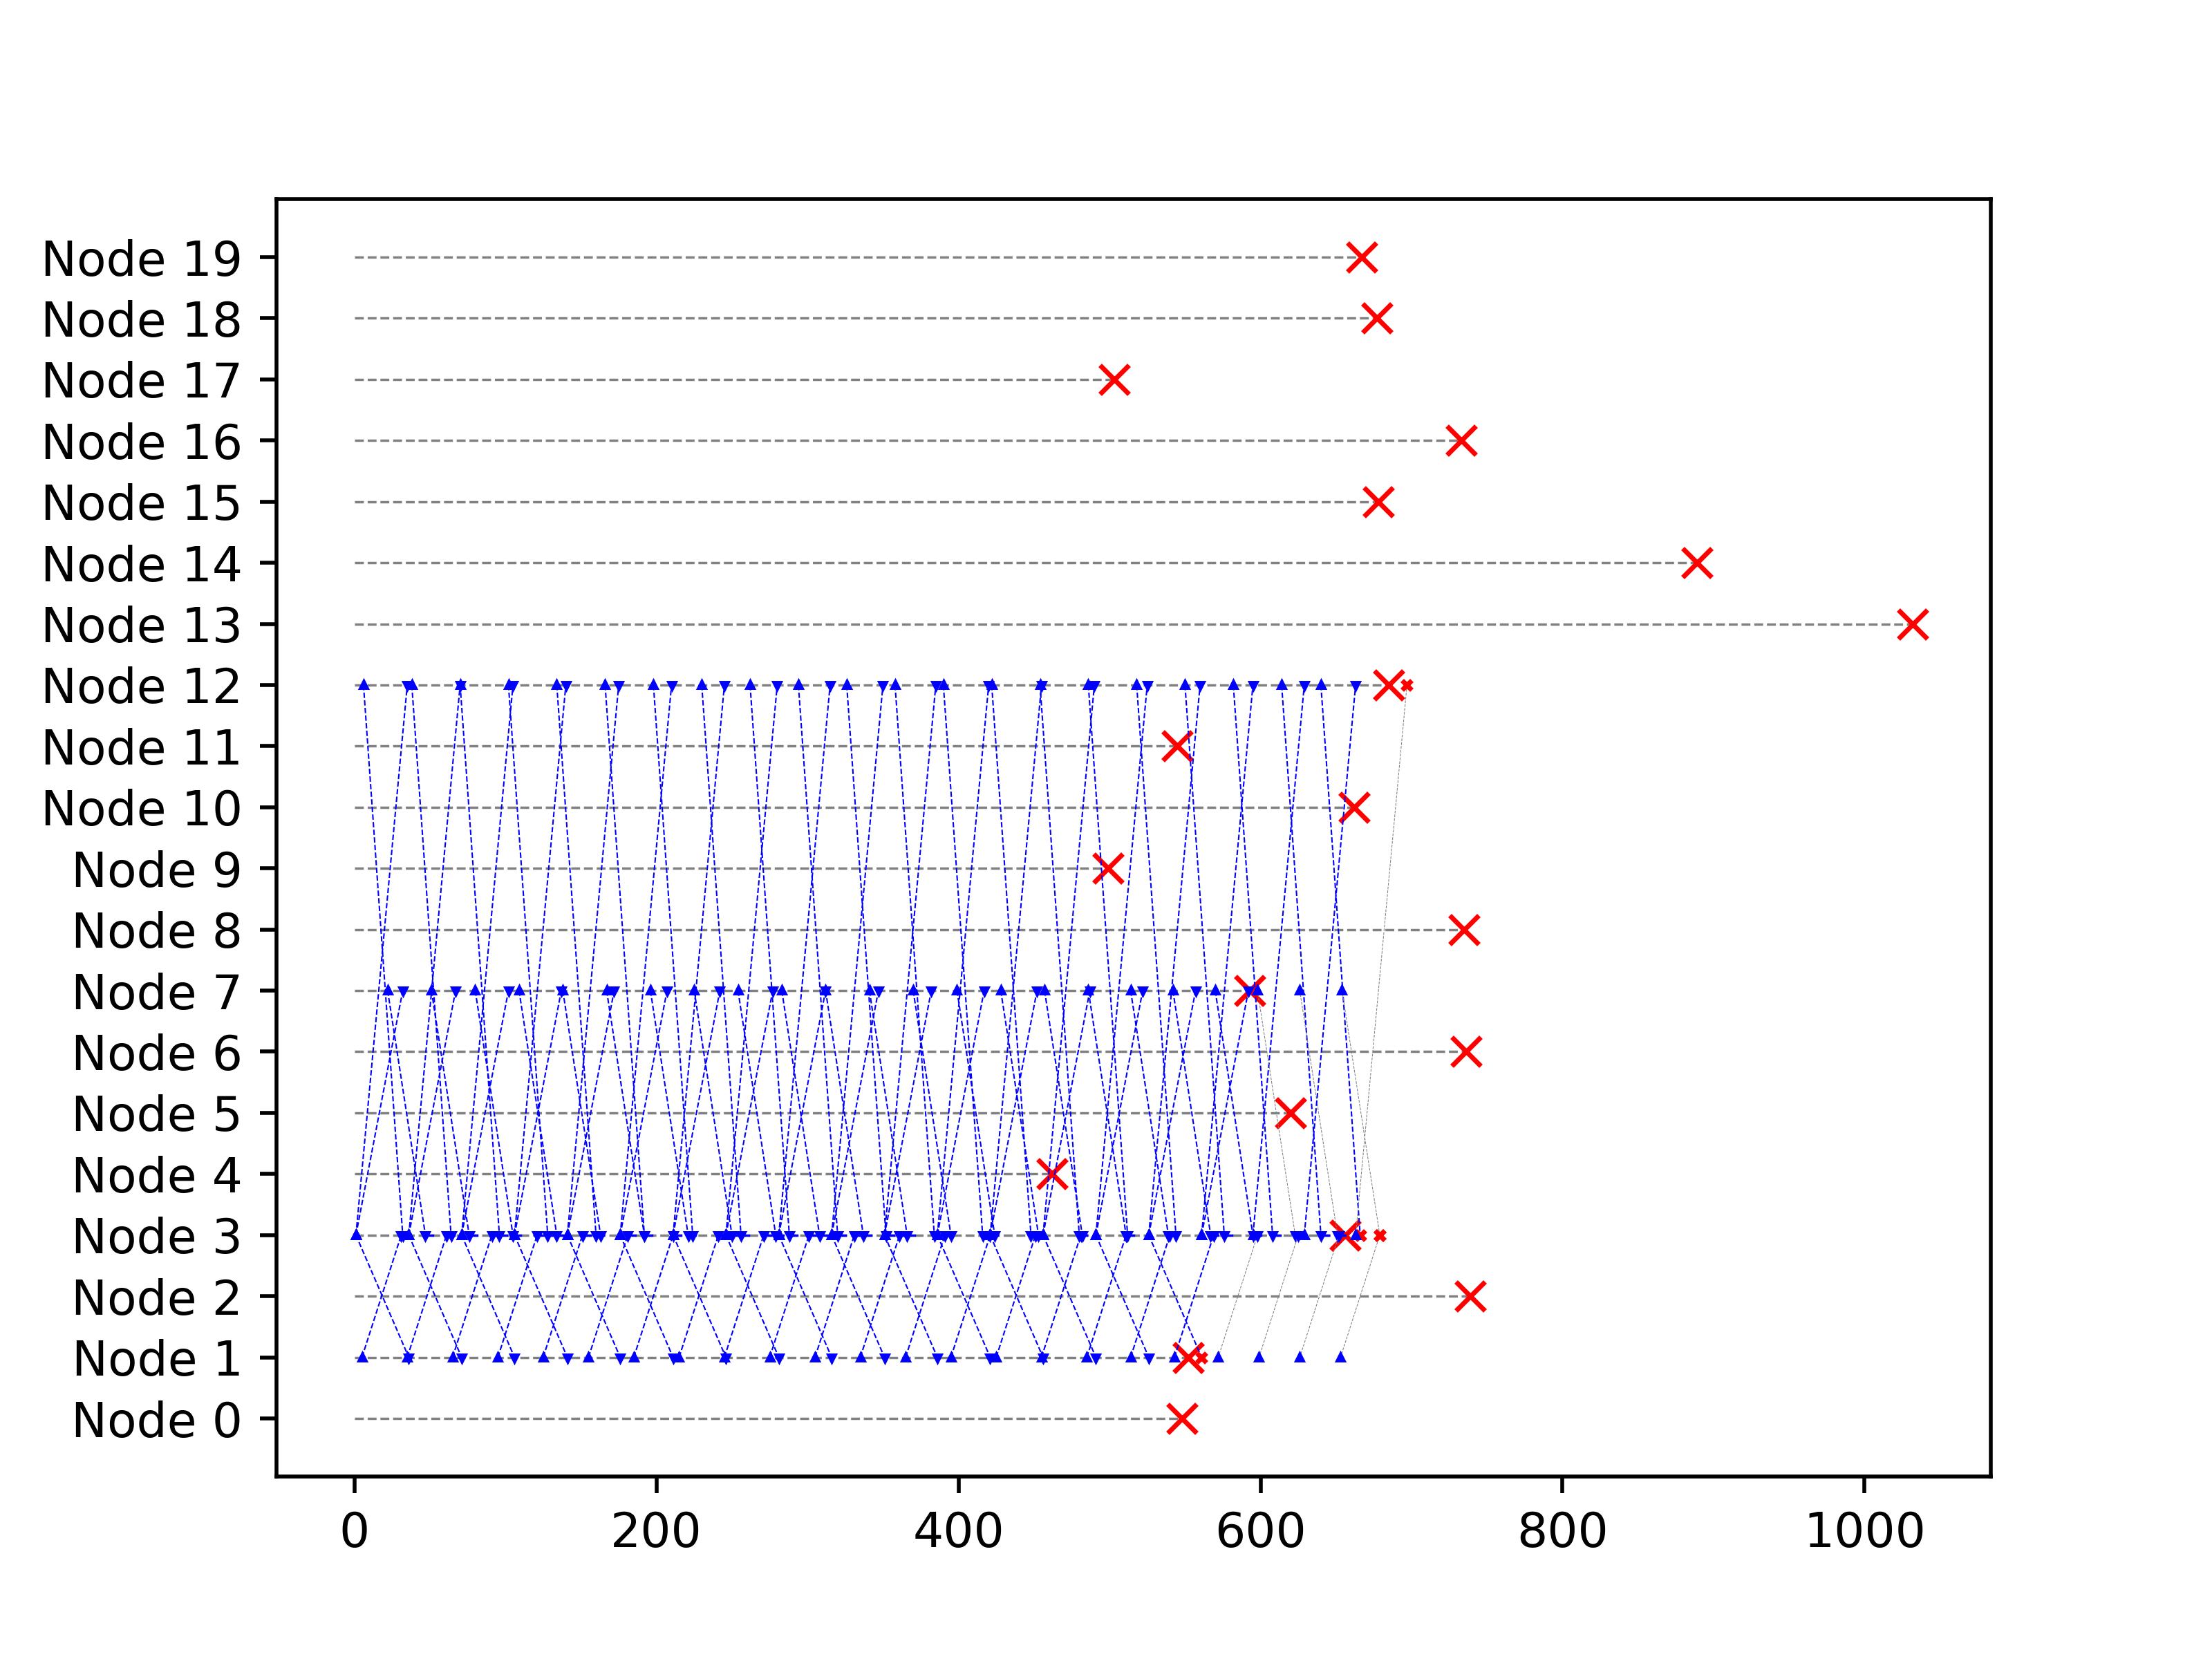 Node 19
Node 18
Node 17
Node 16
Node 15
Node 14
Node 13
Node 12
Node 11
Node 10
Node 9
Node 8
Node 7
Node 6
Node 5
Node 4
Node 3
Node 2
Node 1
Node 0
0 200 400 600 800 1000